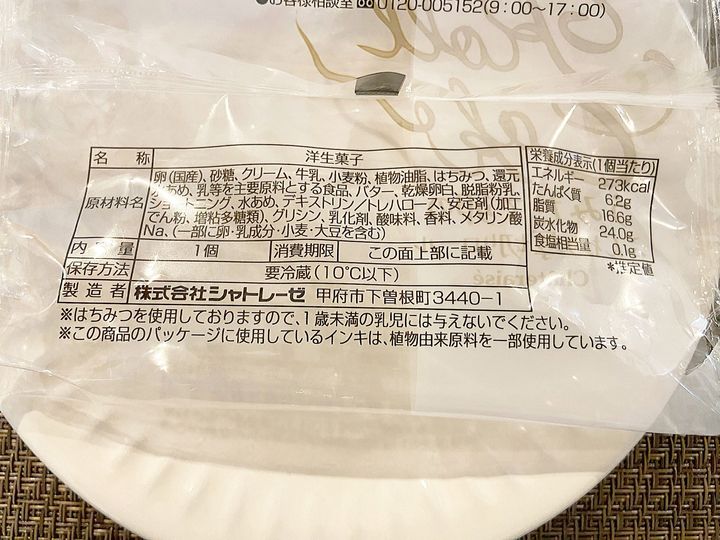 ●お客様相談室 0120-005152(9:00〜17:00)
Roll
名称 洋生菓子
原材料名 卵(国産)、砂糖、クリーム、牛乳、小麦粉、植物油脂、はちみつ、還元
水あめ、乳等を主要原料とする食品、バター、乾燥卵白、脱脂粉乳、
ショートニング、水あめ、デキストリン/トレハロース、安定剤(加工
でん粉、増粘多糖類)、グリシン、乳化剤、酸味料、香料、メタリン酸
Na、(一部に卵・乳成分・小麦・大豆を含む)
内容量 1個 消費期限 この面上部に記載
保存方法 要冷蔵(10℃以下)
製造者 株式会社シャトレーゼ 甲府市下曽根町3440-1
※はちみつを使用しておりますので、1歳未満の乳児には与えないでください。
※この商品のパッケージに使用しているインキは、植物由来原料を一部使用しています。
栄養成分表示(1個当たり)
エネルギー 273kcal
たんぱく質 6.2g
脂質 16.6g
炭水化物 24.0g
食塩相当量 0.1g
*推定値
Châteraisé